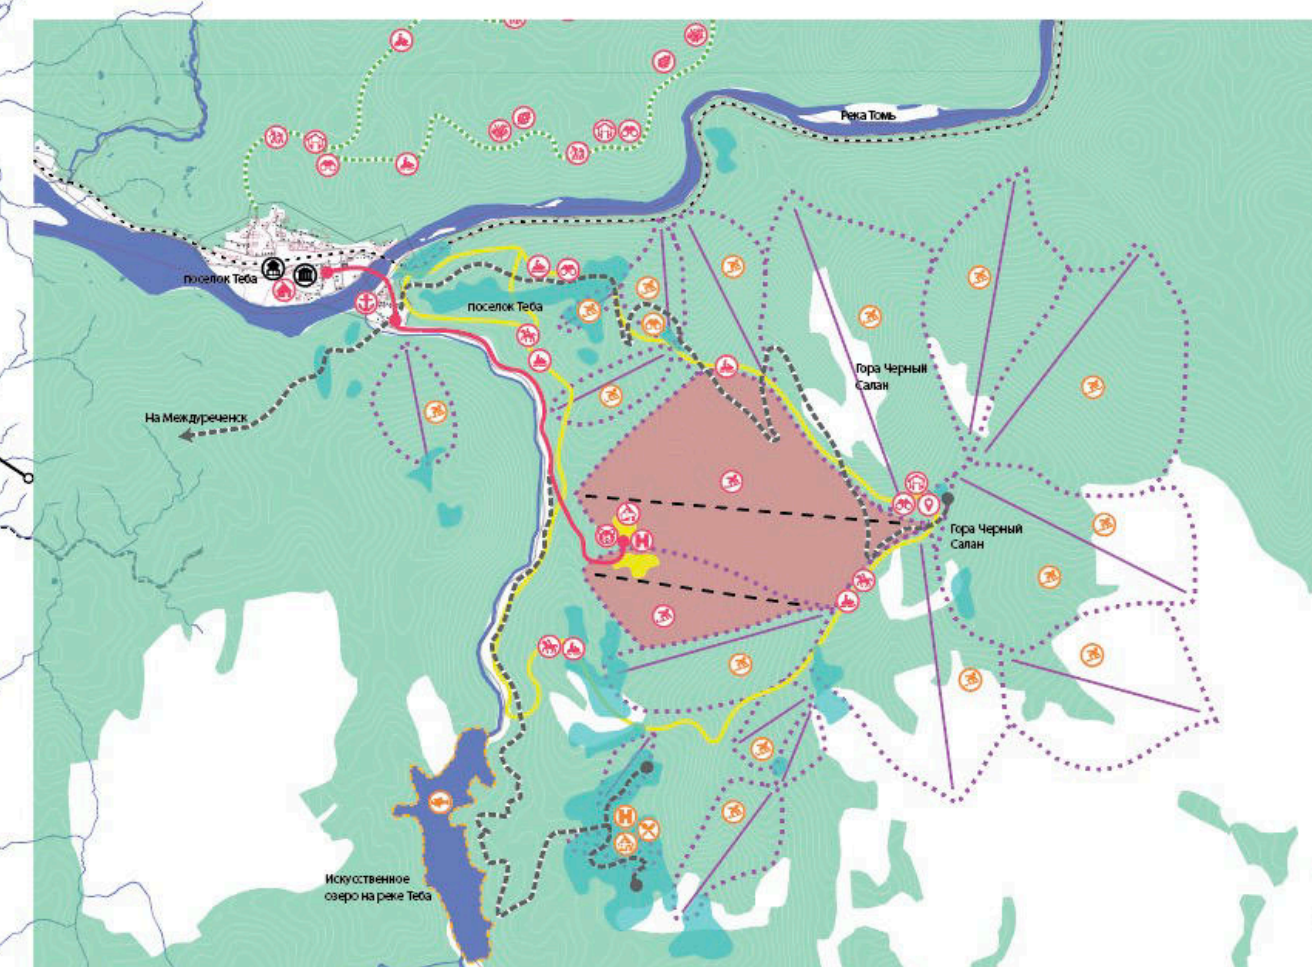 Река Томь
поселок Теба
поселок Теба
Гора Черный
Салан
На Междуреченск
H
Гора Черный
Салан
H
Искусственное
озеро на реке Теба